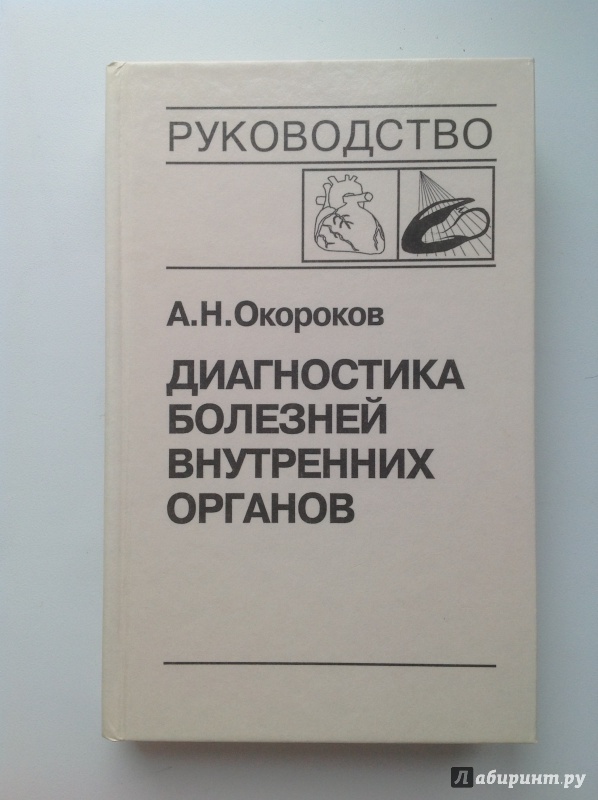 РУКОВОДСТВО
А.Н.Окороков
ДИАГНОСТИКА
БОЛЕЗНЕЙ
ВНУТРЕННИХ
ОРГАНОВ
Лабиринт.ру